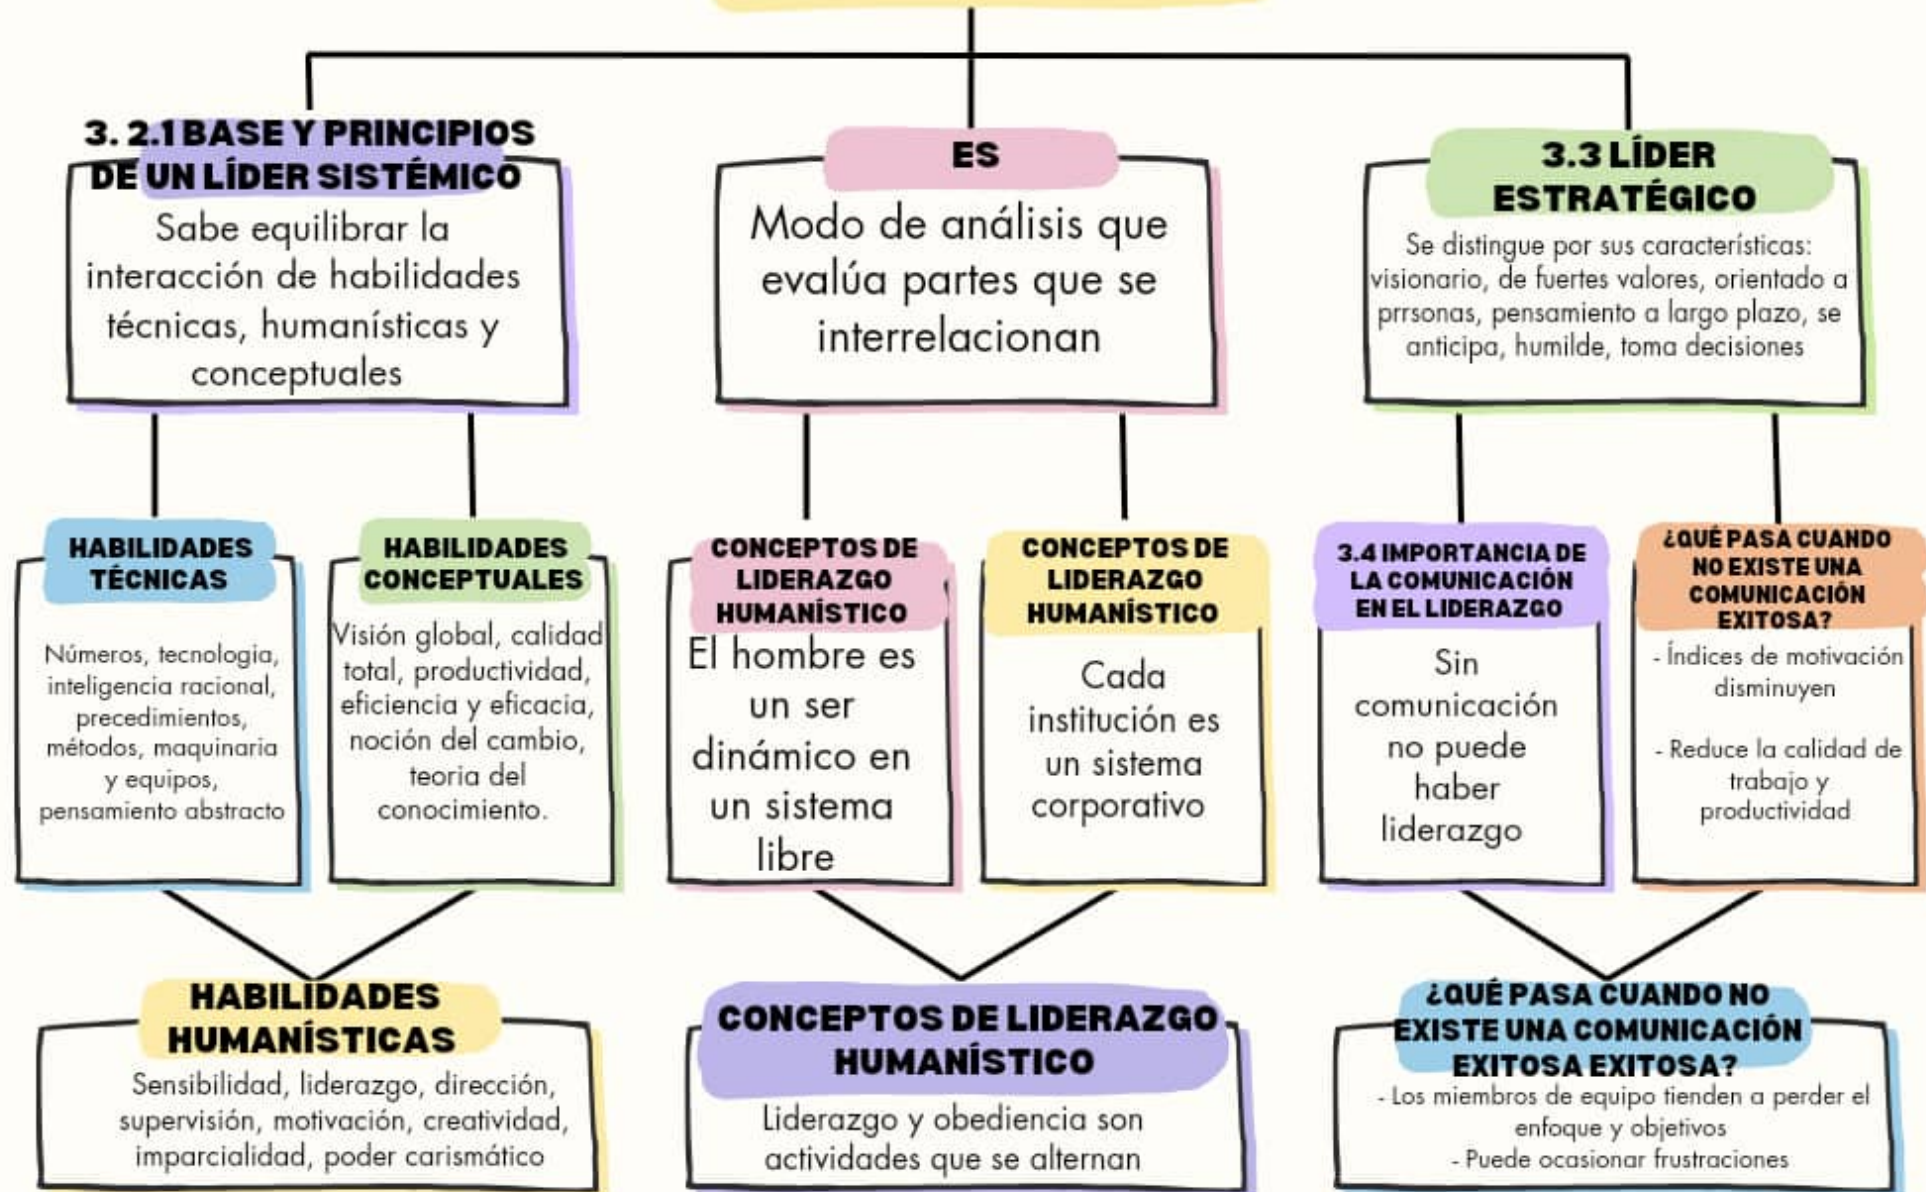 3. 2.1 BASE Y PRINCIPIOS
DE UN LÍDER SISTÉMICO
Sabe equilibrar la
interacción de habilidades
técnicas, humanísticas y
conceptuales
ES
Modo de análisis que
evalúa partes que se
interrelacionan
3.3 LÍDER
ESTRATÉGICO
Se distingue por sus características:
visionario, de fuertes valores, orientado a
prrsonas, pensamiento a largo plazo, se
anticipa, humilde, toma decisiones
HABILIDADES
TÉCNICAS
Números, tecnología,
inteligencia racional,
precedimientos,
métodos, maquinaria
y equipos,
pensamiento abstracto
HABILIDADES
CONCEPTUALES
Visión global, calidad
total, productividad,
eficiencia y eficacia,
noción del cambio,
teoria del
conocimiento.
CONCEPTOS DE
LIDERAZGO
HUMANÍSTICO
El hombre es
un ser
dinámico en
un sistema
libre
CONCEPTOS DE
LIDERAZGO
HUMANÍSTICO
Cada
institución es
un sistema
corporativo
3.4 IMPORTANCIA DE
LA COMUNICACIÓN
EN EL LIDERAZGO
Sin
comunicación
no puede
haber
liderazgo
¿QUÉ PASA CUANDO
NO EXISTE UNA
COMUNICACIÓN
EXITOSA?
- Índices de motivación
disminuyen
- Reduce la calidad de
trabajo y
productividad
HABILIDADES
HUMANÍSTICAS
Sensibilidad, liderazgo, dirección,
supervisión, motivación, creatividad,
imparcialidad, poder carismático
CONCEPTOS DE LIDERAZGO
HUMANÍSTICO
Liderazgo y obediencia son
actividades que se alternan
¿QUÉ PASA CUANDO NO
EXISTE UNA COMUNICACIÓN
EXITOSA EXITOSA?
- Los miembros de equipo tienden a perder el
enfoque y objetivos
- Puede ocasionar frustraciones